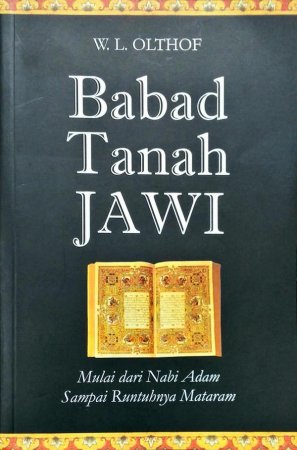 W. L. OLTHOF
Babad
Tanah
JAWI
Mulai dari Nabi Adam
Sampai Runtuhnya Mataram